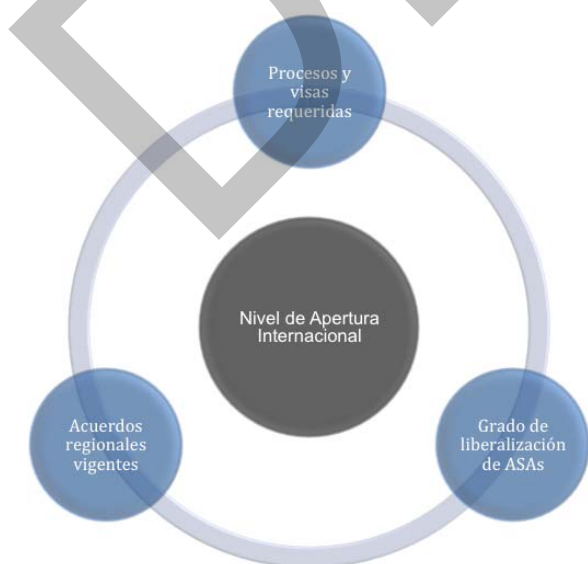 Procesos y
visas
requeridas
Nivel de Apertura
Internacional
Acuerdos
regionales
vigentes
Grado de
liberalización
de ASAs